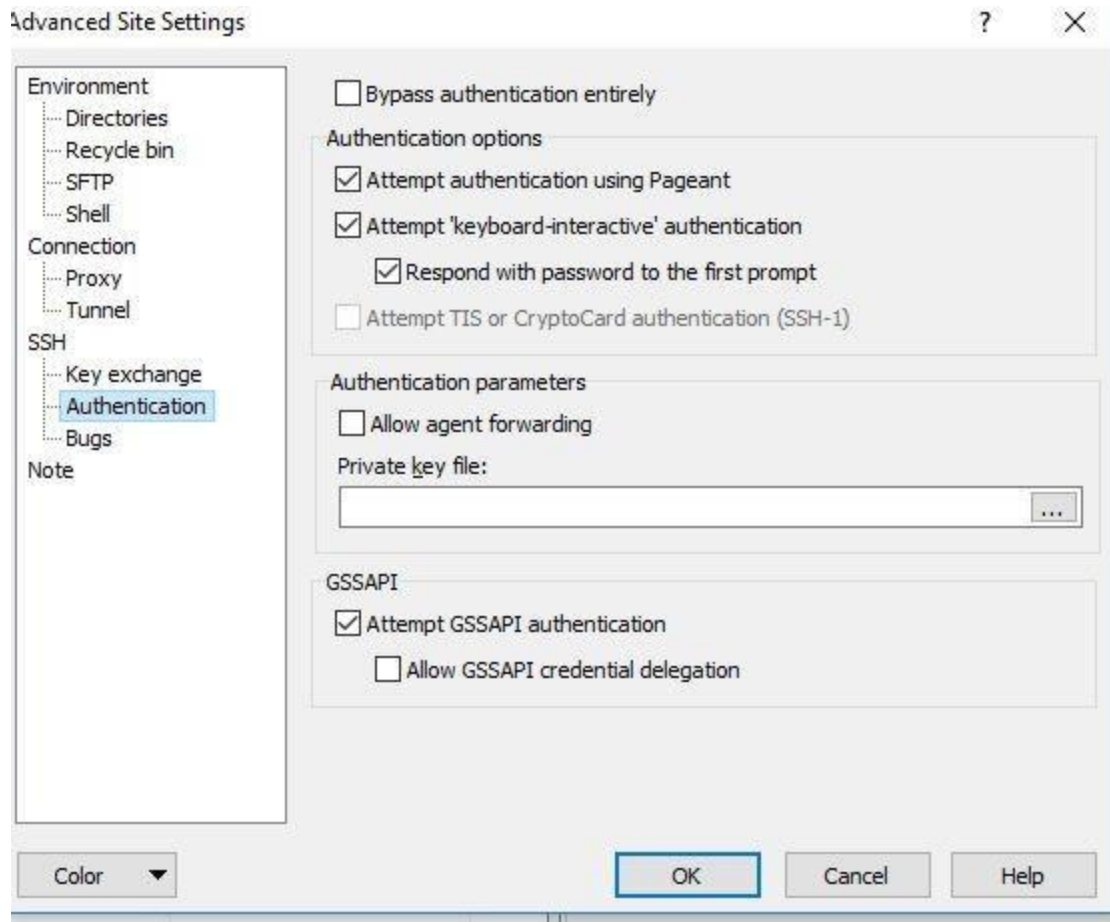 Advanced Site Settings
?
Environment
Directories
Recycle bin
SFTP
Shell
Connection
Proxy
Tunnel
SSH
Key exchange
Authentication
Bugs
Note
Bypass authentication entirely
Authentication options
Attempt authentication using Pageant
Attempt 'keyboard-interactive' authentication
Respond with password to the first prompt
Attempt TIS or CryptoCard authentication (SSH-1)
Authentication parameters
Allow agent forwarding
Private key file:
...
GSSAPI
Attempt GSSAPI authentication
Allow GSSAPI credential delegation
Color
OK
Cancel
Help